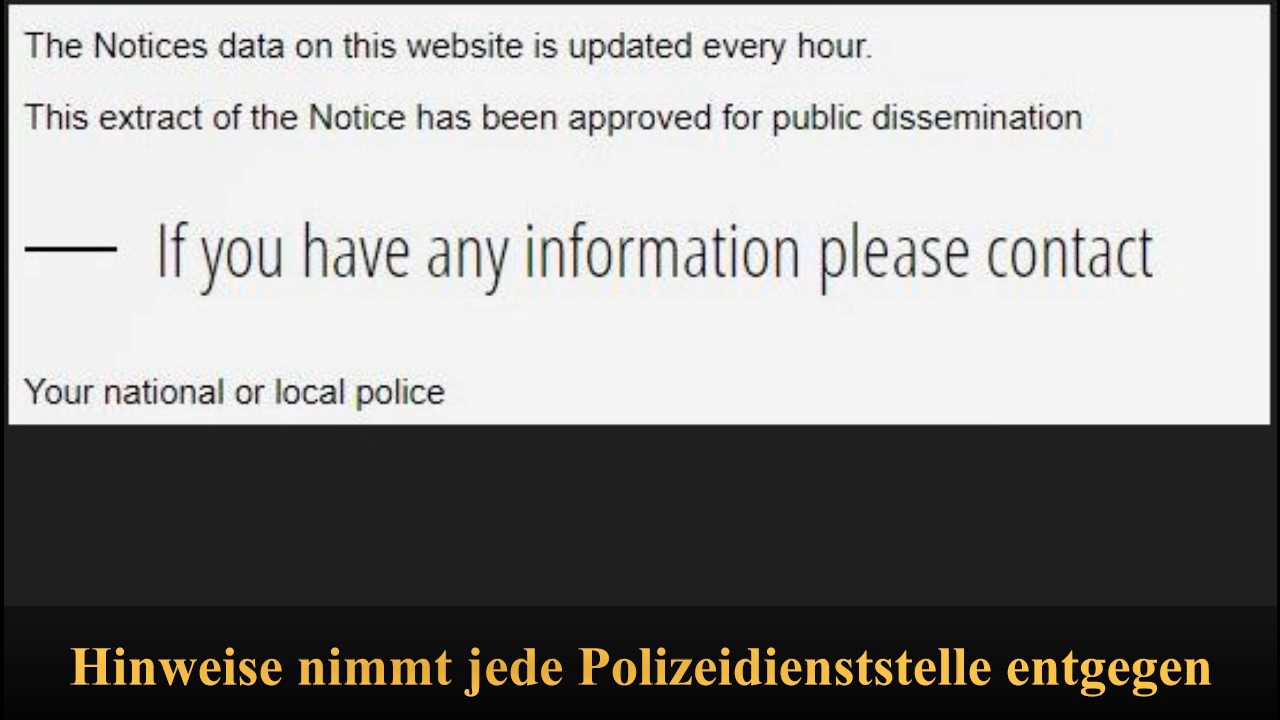 The Notices data on this website is updated every hour.
This extract of the Notice has been approved for public dissemination
If you have any information please contact
Your national or local police
Hinweise nimmt jede Polizeidienststelle entgegen